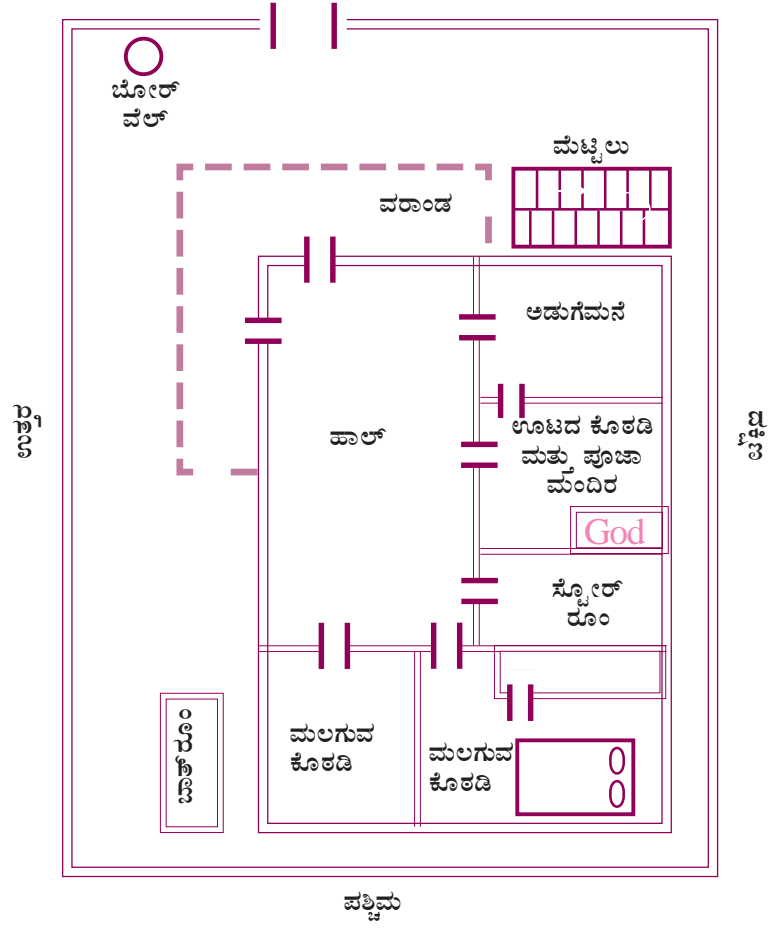 ಬೋರ್
ವೆಲ್
ಮೆಟ್ಟಿಲು
ವರಾಂಡ
ಅಡುಗೆಮನೆ
ಉತ್ತರ
ಹಾಲ್
ಊಟದ ಕೊಠಡಿ
ಮತ್ತು ಪೂಜಾ
ಮಂದಿರ
ದಕ್ಷಿಣ
God
ಸ್ಟೋರ್
ರೂಂ
ಬಾತ್‌ರೂಂ
ಮಲಗುವ
ಕೊಠಡಿ
ಮಲಗುವ
ಕೊಠಡಿ
ಪಶ್ಚಿಮ